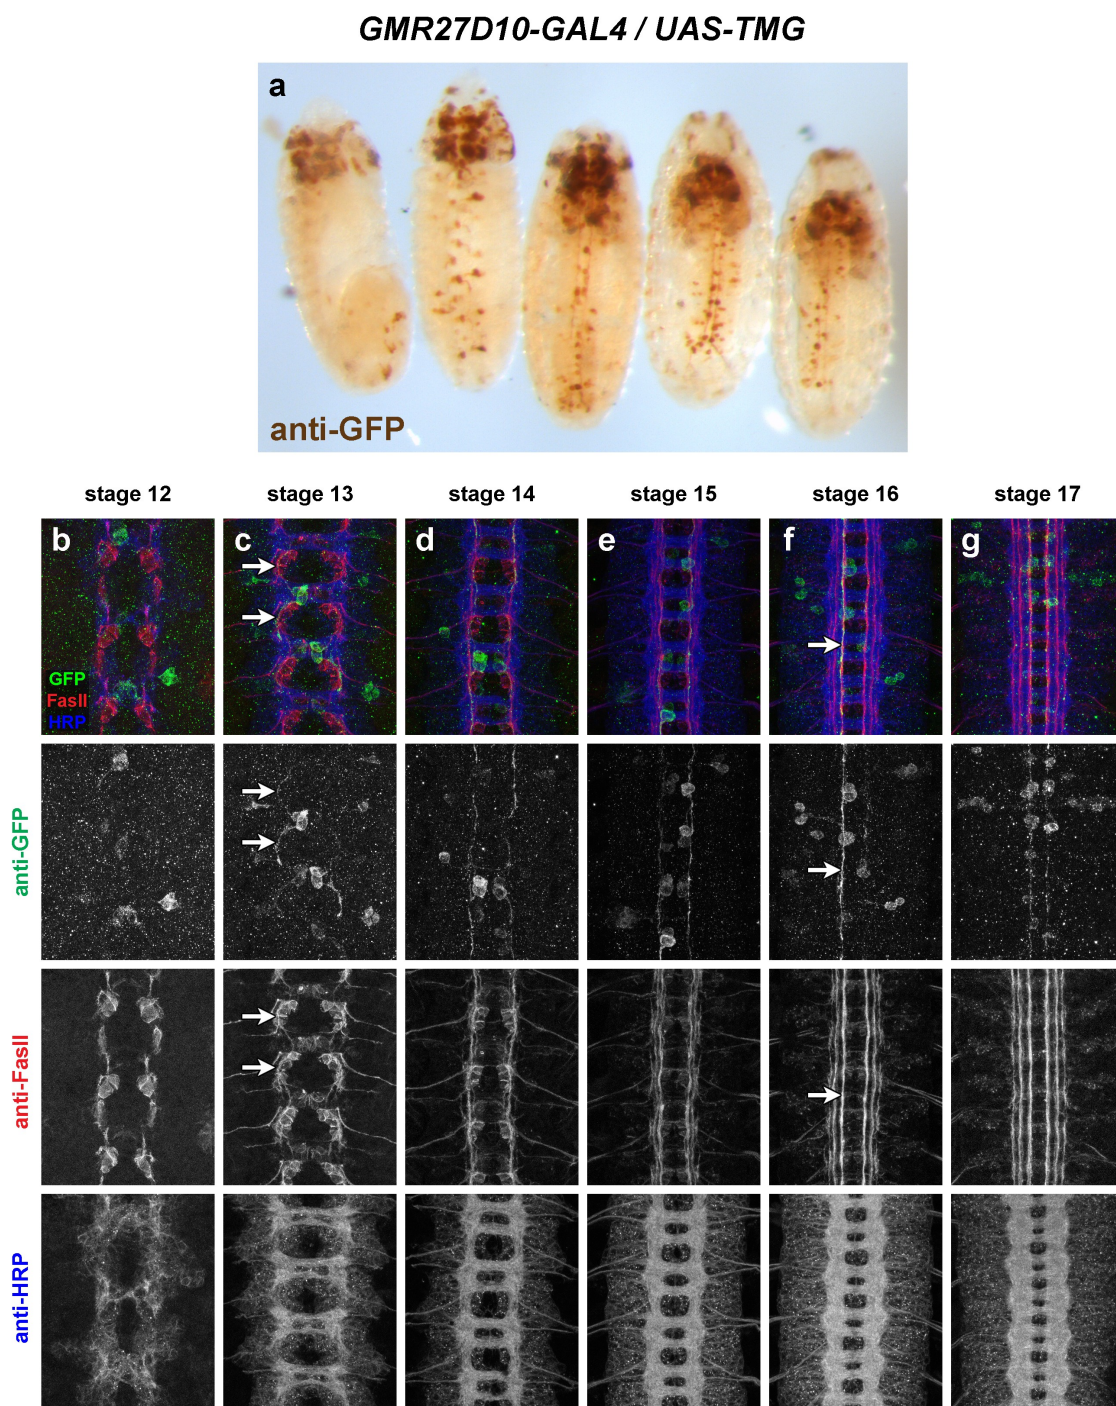 GMR27D10-GAL4 / UAS-TMG
a
anti-GFP
stage 12
stage 13
stage 14
stage 15
stage 16
stage 17
b
c
d
e
f
g
GFP
FasII
HRP
anti-GFP
anti-FasII
anti-HRP